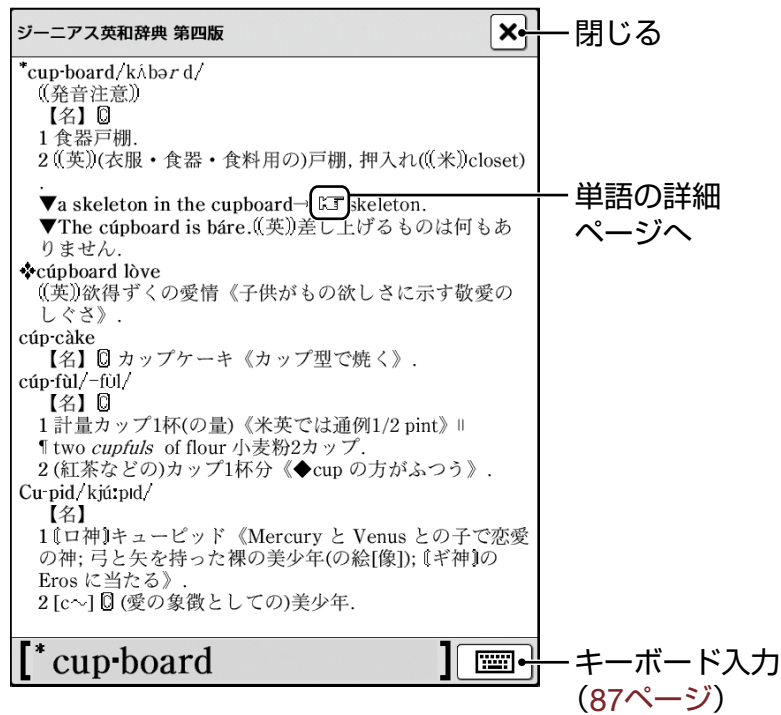 ジーニアス英和辞典 第四版
閉じる
*cup·board/kʌ́bərd/
((発音注意))
【名】C
1 食器戸棚.
2 ((英))(衣服・食器・食料用の)戸棚, 押入れ(((米))closet)
.
▼a skeleton in the cupboard→☞skeleton.
▼The cúpboard is báre.((英))差し上げるものは何もあ
りません.
単語の詳細
ページへ
❖cúpboard lòve
((英))欲得ずくの愛情《子供がもの欲しさに示す敬愛の
しぐさ》.
cúp·càke
【名】C カップケーキ《カップ型で焼く》.
cúp·fùl/-fùl/
【名】C
1 計量カップ1杯(の量)《米英では通例1/2 pint》‖
¶ two cupfuls of flour 小麦粉2カップ.
2 (紅茶などの)カップ1杯分《◆cup の方がふつう》.
Cu·pid/kjúːpɪd/
【名】
1〘ロ神〙キューピッド《Mercury と Venus との子で恋愛
の神; 弓と矢を持った裸の美少年(の絵[像]);〘ギ神〙の
Eros に当たる》.
2 [c~] C (愛の象徴としての)美少年.
[*cup·board]
キーボード入力
(87ページ)